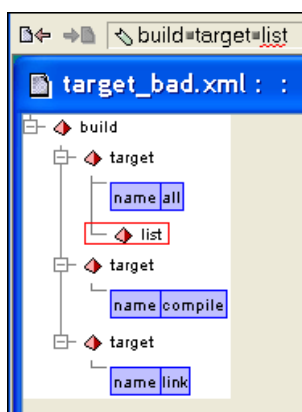 build=target=list
target_bad.xml : :
build
target
name all
list
target
name compile
target
name link